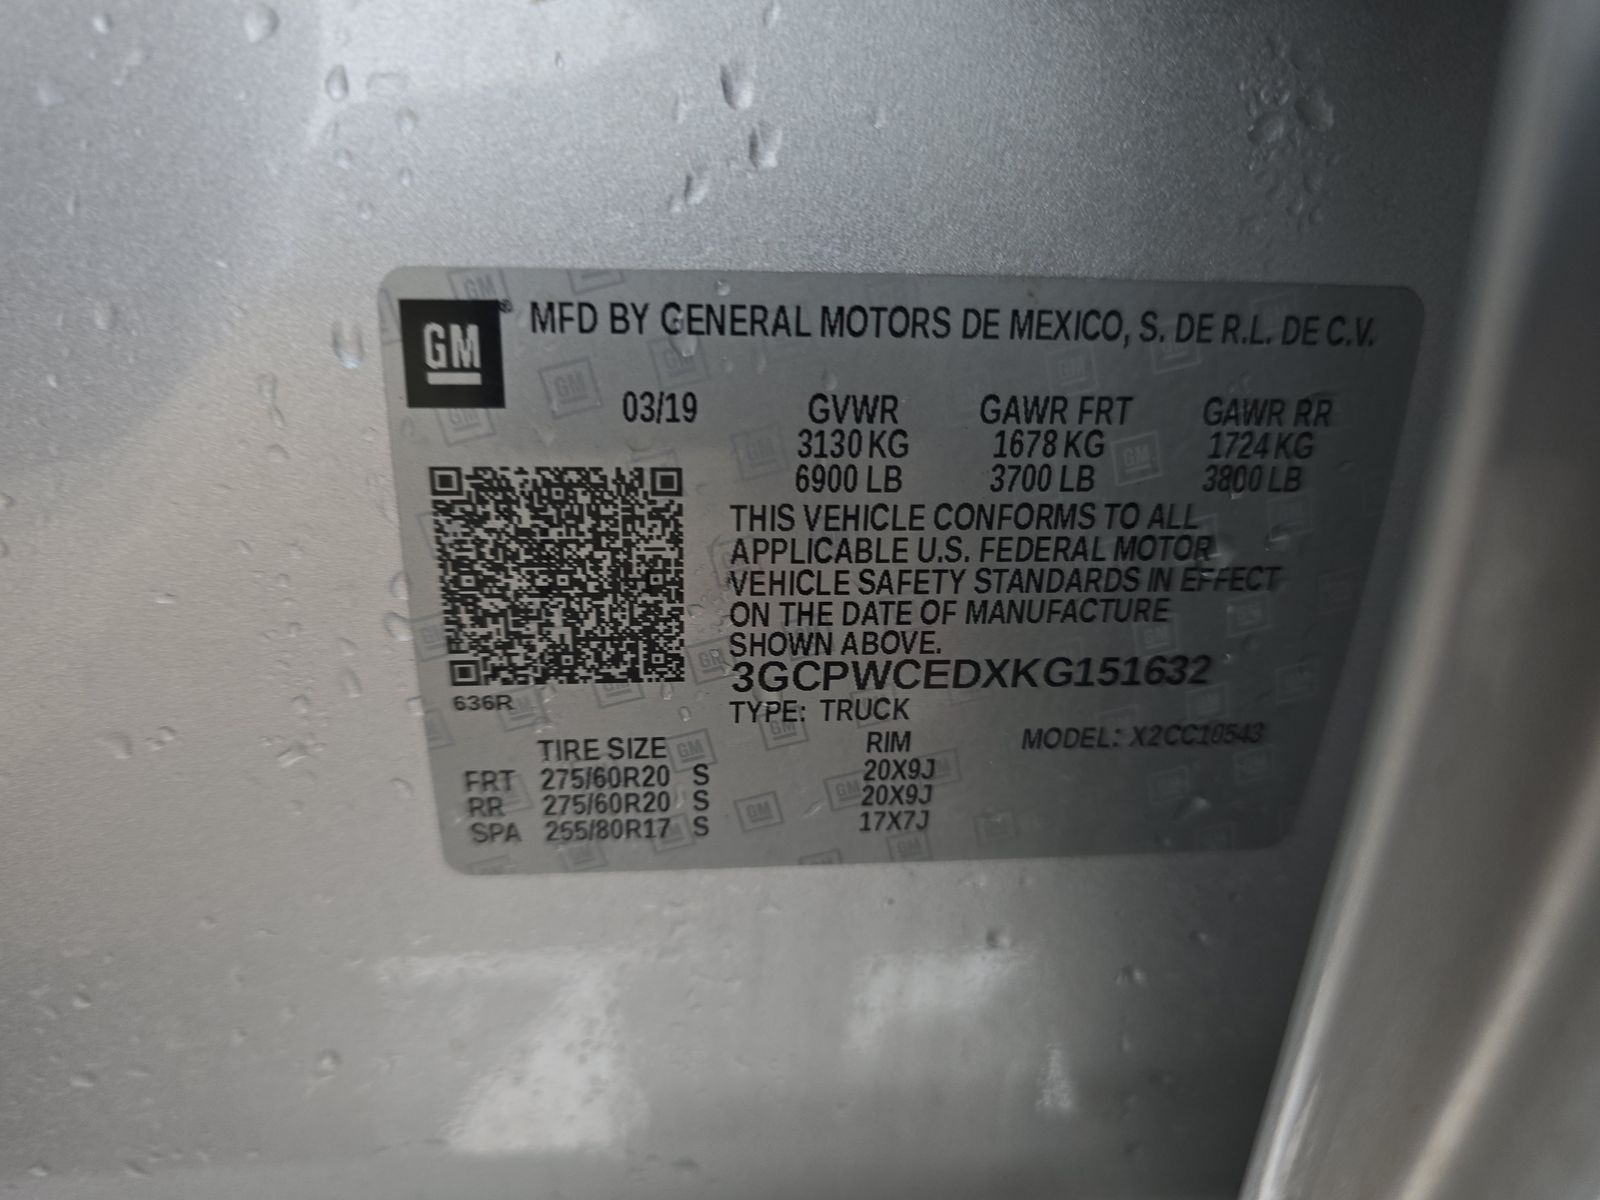 GM® MFD BY GENERAL MOTORS DE MEXICO, S. DE R.L. DE C.V.
03/19 GVWR GAWR FRT GAWR RR
3130 KG 1678 KG 1724 KG
6900 LB 3700 LB 3800 LB
THIS VEHICLE CONFORMS TO ALL
APPLICABLE U.S. FEDERAL MOTOR
VEHICLE SAFETY STANDARDS IN EFFECT
ON THE DATE OF MANUFACTURE
SHOWN ABOVE.
3GCPWCEDXKG151632
636R
TYPE: TRUCK
MODEL: X2CC10543
TIRE SIZE RIM
FRT 275/60R20 S 20X9J
RR 275/60R20 S 20X9J
SPA 255/80R17 S 17X7J